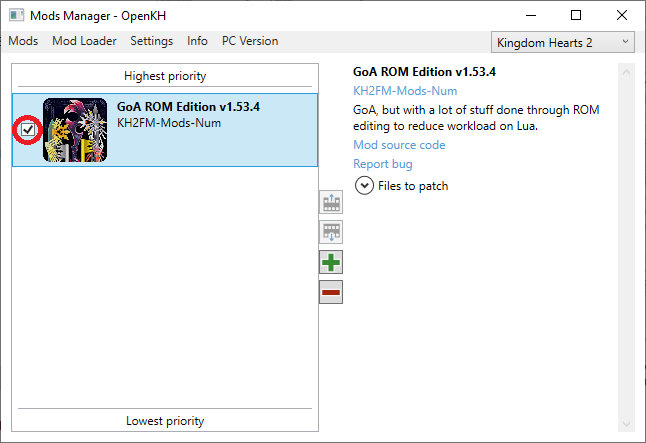 Mods Manager - OpenKH
Mods Mod Loader Settings Info PC Version
Kingdom Hearts 2
Highest priority
GoA ROM Edition v1.53.4
KH2FM-Mods-Num
Lowest priority
GoA ROM Edition v1.53.4
KH2FM-Mods-Num
GoA, but with a lot of stuff done through ROM
editing to reduce workload on Lua.
Mod source code
Report bug
Files to patch